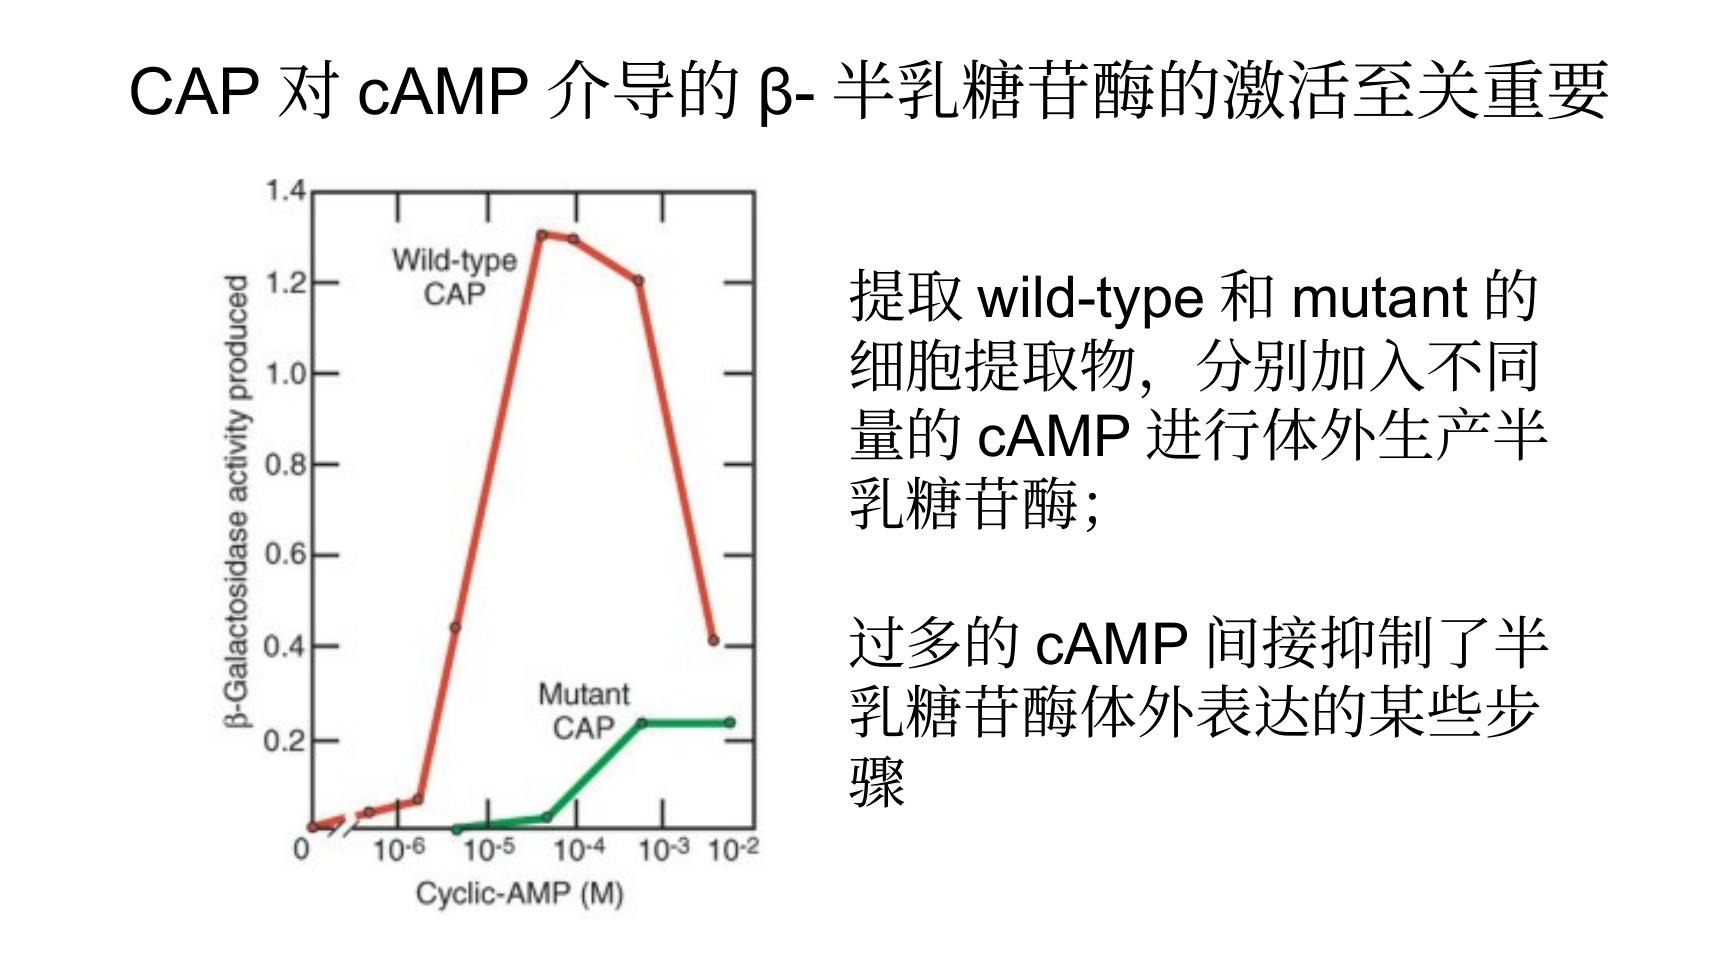 CAP 对 cAMP 介导的 β- 半乳糖苷酶的激活至关重要
1.4
1.2
1.0
0.8
0.6
0.4
0.2
β-Galactosidase activity produced
Wild-type
CAP
Mutant
CAP
0 10-6 10-5 10-4 10-3 10-2
Cyclic-AMP (M)
提取 wild-type 和 mutant 的
细胞提取物，分别加入不同
量的 cAMP 进行体外生产半
乳糖苷酶；
过多的 cAMP 间接抑制了半
乳糖苷酶体外表达的某些步
骤